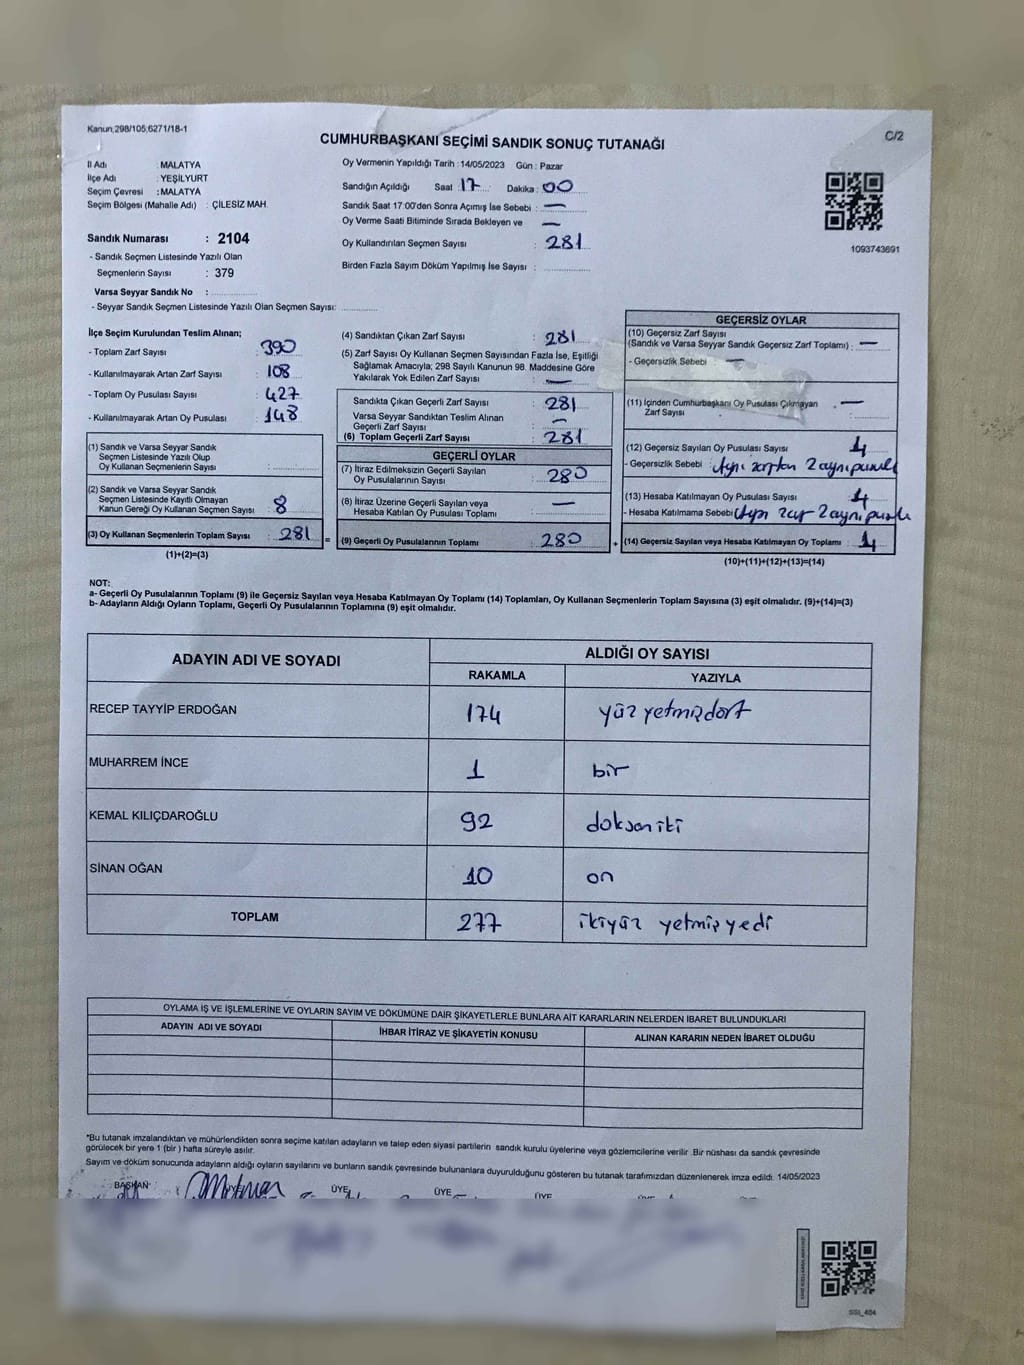 Kanun;298/105;6271/18-1
C/2
CUMHURBAŞKANI SEÇİMİ SANDIK SONUÇ TUTANAĞI
İl Adı : MALATYA
İlçe Adı : YEŞİLYURT
Seçim Çevresi : MALATYA
Seçim Bölgesi (Mahalle Adı) : ÇİLESİZ MAH.
Sandık Numarası : 2104
- Sandık Seçmen Listesinde Yazılı Olan
Seçmenlerin Sayısı : 379
Varsa Seyyar Sandık No :
- Seyyar Sandık Seçmen Listesinde Yazılı Olan Seçmen Sayısı:
Oy Vermenin Yapıldığı Tarih : 14/05/2023 Gün : Pazar
Sandığın Açıldığı Saat : 17 Dakika : 00
Sandık Saat 17:00'den Sonra Açımış İse Sebebi : —
Oy Verme Saati Bitiminde Sırada Bekleyen ve —
Oy Kullandırılan Seçmen Sayısı : 281
Birden Fazla Sayım Döküm Yapılmış İse Sayısı :
1093743691
İlçe Seçim Kurulundan Teslim Alınan;
- Toplam Zarf Sayısı : 390
- Kullanılmayarak Artan Zarf Sayısı : 108
- Toplam Oy Pusulası Sayısı : 427
- Kullanılmayarak Artan Oy Pusulası : 148
(1) Sandık ve Varsa Seyyar Sandık
Seçmen Listesinde Yazılı Olup
Oy Kullanan Seçmenlerin Sayısı :
(2) Sandık ve Varsa Seyyar Sandık
Seçmen Listesinde Kayıtlı Olmayan
Kanun Gereği Oy Kullanan Seçmen Sayısı : 8
(3) Oy Kullanan Seçmenlerin Toplam Sayısı : 281 =
(1)+(2)=(3)
(4) Sandıktan Çıkan Zarf Sayısı : 281
(5) Zarf Sayısı Oy Kullanan Seçmen Sayısından Fazla İse, Eşitliği
Sağlamak Amacıyla; 298 Sayılı Kanunun 98. Maddesine Göre
Yakılarak Yok Edilen Zarf Sayısı : —
Sandıkta Çıkan Geçerli Zarf Sayısı : 281
Varsa Seyyar Sandıktan Teslim Alınan
Geçerli Zarf Sayısı : —
(6) Toplam Geçerli Zarf Sayısı : 281
GEÇERLİ OYLAR
(7) İtiraz Edilmeksizin Geçerli Sayılan
Oy Pusulalarının Sayısı : 280
(8) İtiraz Üzerine Geçerli Sayılan veya
Hesaba Katılan Oy Pusulası Toplamı : —
(9) Geçerli Oy Pusulalarının Toplamı : 280 +
GEÇERSİZ OYLAR
(10) Geçersiz Zarf Sayısı
(Sandık ve Varsa Seyyar Sandık Geçersiz Zarf Toplamı) : —
- Geçersizlik Sebebi —
(11) İçinden Cumhurbaşkanı Oy Pusulası Çıkmayan
Zarf Sayısı : —
(12) Geçersiz Sayılan Oy Pusulası Sayısı : 4
- Geçersizlik Sebebi : Aynı zarftan 2 aynı
(13) Hesaba Katılmayan Oy Pusulası Sayısı : 4
- Hesaba Katılmama Sebebi : Aynı 2 aynı
(14) Geçersiz Sayılan veya Hesaba Katılmayan Oy Toplamı : 4
(10)+(11)+(12)+(13)=(14)
NOT:
a- Geçerli Oy Pusulalarının Toplamı (9) ile Geçersiz Sayılan veya Hesaba Katılmayan Oy Toplamı (14) Toplamları, Oy Kullanan Seçmenlerin Toplam Sayısına (3) eşit olmalıdır. (9)+(14)=(3)
b- Adayların Aldığı Oyların Toplamı, Geçerli Oy Pusulalarının Toplamına (9) eşit olmalıdır.
ADAYIN ADI VE SOYADI ALDIĞI OY SAYISI
RAKAMLA YAZIYLA
RECEP TAYYİP ERDOĞAN 174 yüz yetmişdört
MUHARREM İNCE 1 bir
KEMAL KILIÇDAROĞLU 92 doksan iki
SİNAN OĞAN 10 on
TOPLAM 277 ikiyüz yetmiş yedi
OYLAMA İŞ VE İŞLEMLERİNE VE OYLARIN SAYIM VE DÖKÜMÜNE DAİR ŞİKAYETLERLE BUNLARA AİT KARARLARIN NELERDEN İBARET BULUNDUKLARI
ADAYIN ADI VE SOYADI İHBAR İTİRAZ VE ŞİKAYETİN KONUSU ALINAN KARARIN NEDEN İBARET OLDUĞU
*Bu tutanak imzalandıktan ve mühürlendikten sonra seçime katılan adayların ve talep eden siyasi partilerin sandık kurulu üyelerine veya gözlemcilerine verilir. Bir nüshası da sandık çevresinde
görülecek bir yere 1 (bir) hafta süreyle asılır.
Sayım ve döküm sonucunda adayların aldığı oyların sayılarını ve bunların sandık çevresinde bulunanlara duyurulduğunu gösteren bu tutanak tarafımızdan düzenlenerek imza edildi. 14/05/2023
BAŞKAN ÜYE ÜYE ÜYE
SSI_404